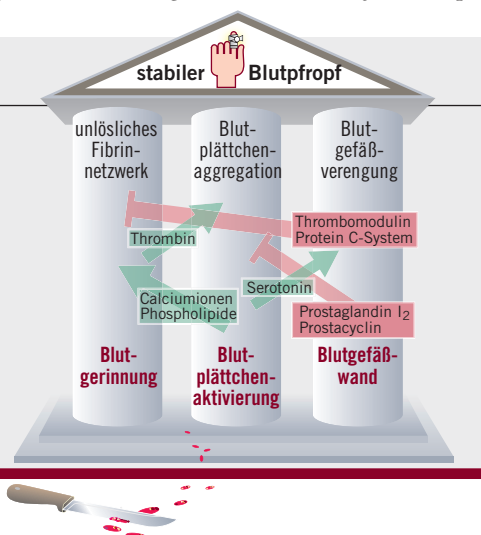 stabiler Blutpfropf
unlösliches
Fibrin-
netzwerk
Blut-
plättchen-
aggregation
Blut-
gefäß-
verengung
Thrombin
Thrombomodulin
Protein C-System
Serotonin
Calciumionen
Phospholipide
Prostaglandin I2
Prostacyclin
Blut-
gerinnung
Blut-
plättchen-
aktivierung
Blutgefäß-
wand